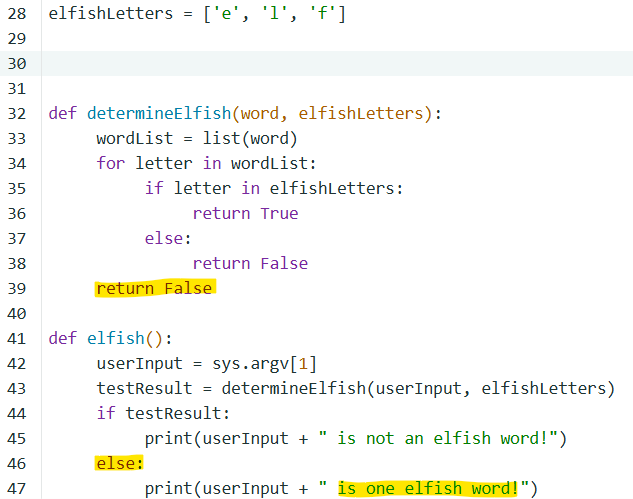 28 elfishLetters = ['e', 'l', 'f']
29
30
31
32 def determineElfish(word, elfishLetters):
33     wordList = list(word)
34     for letter in wordList:
35          if letter in elfishLetters:
36               return True
37          else:
38               return False
39     return False
40
41 def elfish():
42     userInput = sys.argv[1]
43     testResult = determineElfish(userInput, elfishLetters)
44     if testResult:
45          print(userInput + " is not an elfish word!")
46     else:
47          print(userInput + " is one elfish word!")